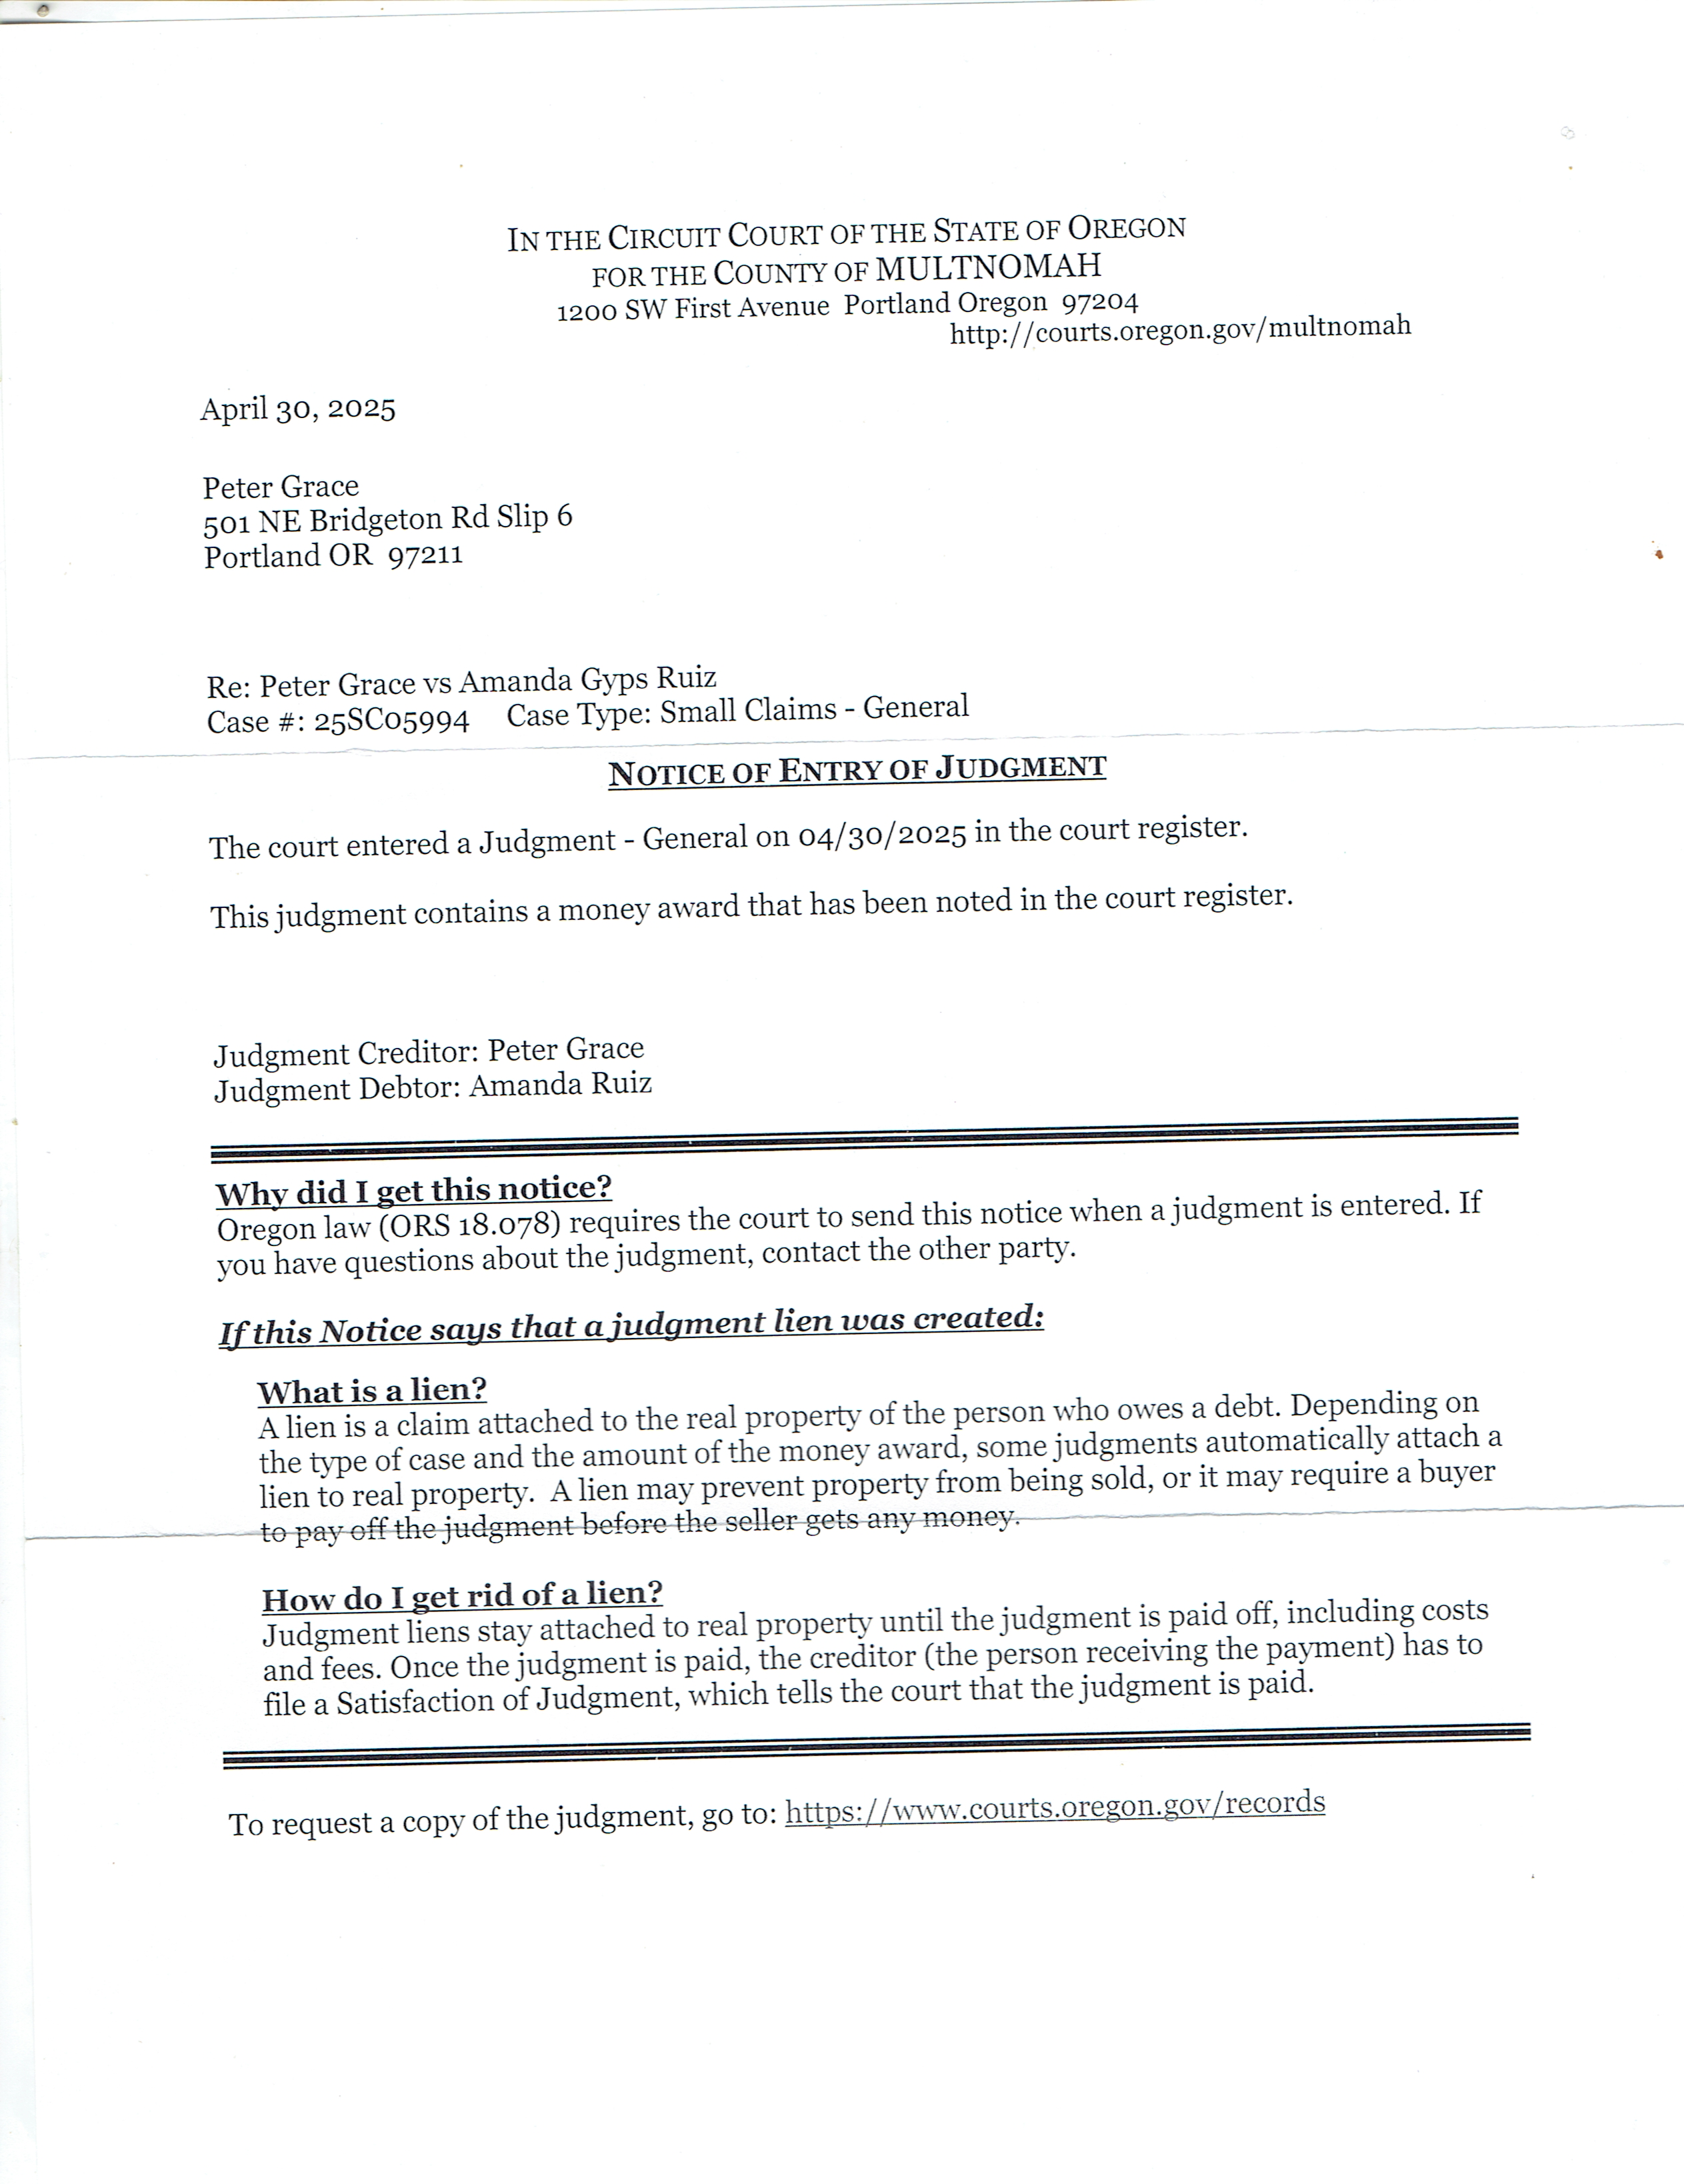 IN THE CIRCUIT COURT OF THE STATE OF OREGON
FOR THE COUNTY OF MULTNOMAH
1200 SW First Avenue Portland Oregon 97204
http://courts.oregon.gov/multnomah
April 30, 2025
Peter Grace
501 NE Bridgeton Rd Slip 6
Portland OR 97211
Re: Peter Grace vs Amanda Gyps Ruiz
Case #: 25SC05994 Case Type: Small Claims - General
NOTICE OF ENTRY OF JUDGMENT
The court entered a Judgment - General on 04/30/2025 in the court register.
This judgment contains a money award that has been noted in the court register.
Judgment Creditor: Peter Grace
Judgment Debtor: Amanda Ruiz
Why did I get this notice?
Oregon law (ORS 18.078) requires the court to send this notice when a judgment is entered. If
you have questions about the judgment, contact the other party.
If this Notice says that a judgment lien was created:
What is a lien?
A lien is a claim attached to the real property of the person who owes a debt. Depending on
the type of case and the amount of the money award, some judgments automatically attach a
lien to real property. A lien may prevent property from being sold, or it may require a buyer
to pay off the judgment before the seller gets any money.
How do I get rid of a lien?
Judgment liens stay attached to real property until the judgment is paid off, including costs
and fees. Once the judgment is paid, the creditor (the person receiving the payment) has to
file a Satisfaction of Judgment, which tells the court that the judgment is paid.
To request a copy of the judgment, go to: https://www.courts.oregon.gov/records